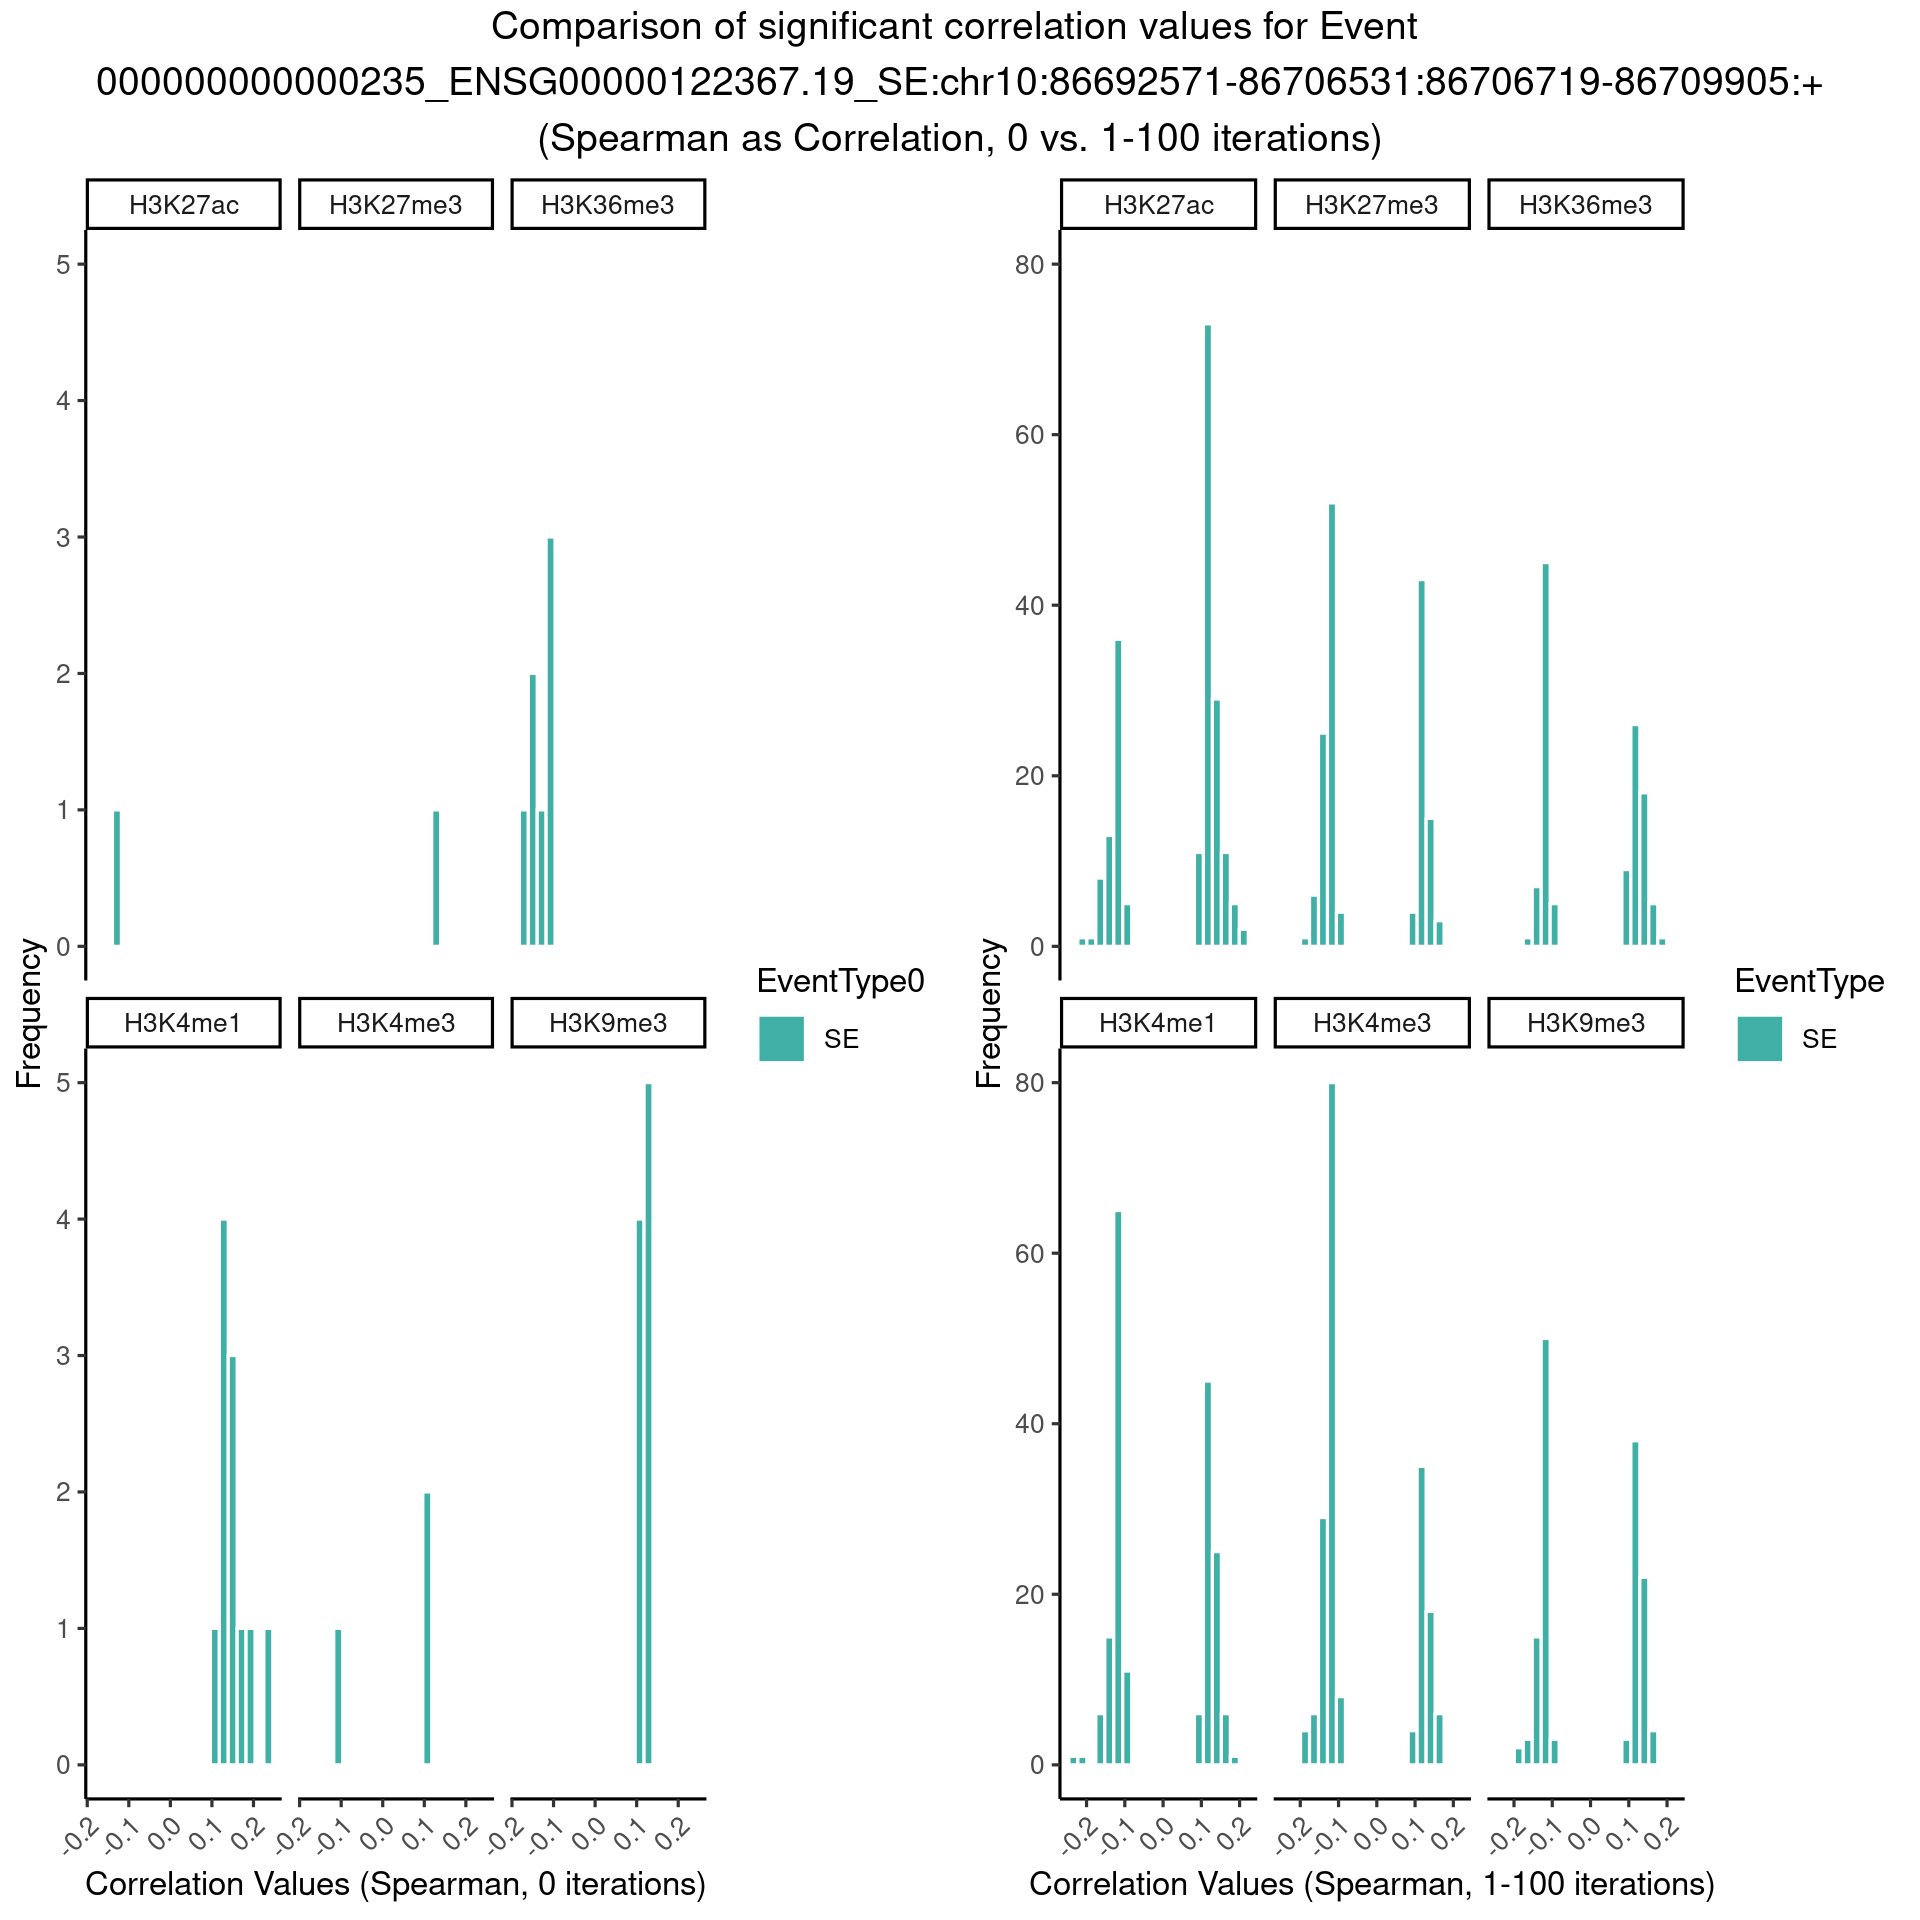 Comparison of significant correlation values for Event
000000000000235_ENSG00000122367.19_SE:chr10:86692571-86706531:86706719-86709905:+
(Spearman as Correlation, 0 vs. 1-100 iterations)
H3K27ac H3K27me3 H3K36me3
5
4
3
2
1
0
H3K4me1 H3K4me3 H3K9me3
5
4
3
2
1
0
Frequency
-0.2 -0.1 0.0 0.1 0.2 -0.2 -0.1 0.0 0.1 0.2 -0.2 -0.1 0.0 0.1 0.2
Correlation Values (Spearman, 0 iterations)
EventType0
SE
H3K27ac H3K27me3 H3K36me3
80
60
40
20
0
H3K4me1 H3K4me3 H3K9me3
80
60
40
20
0
Frequency
-0.2 -0.1 0.0 0.1 0.2 -0.2 -0.1 0.0 0.1 0.2 -0.2 -0.1 0.0 0.1 0.2
Correlation Values (Spearman, 1-100 iterations)
EventType
SE